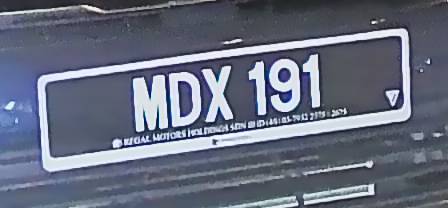 MDX 191
REGAL MOTORS HOLDINGS SDN BHD